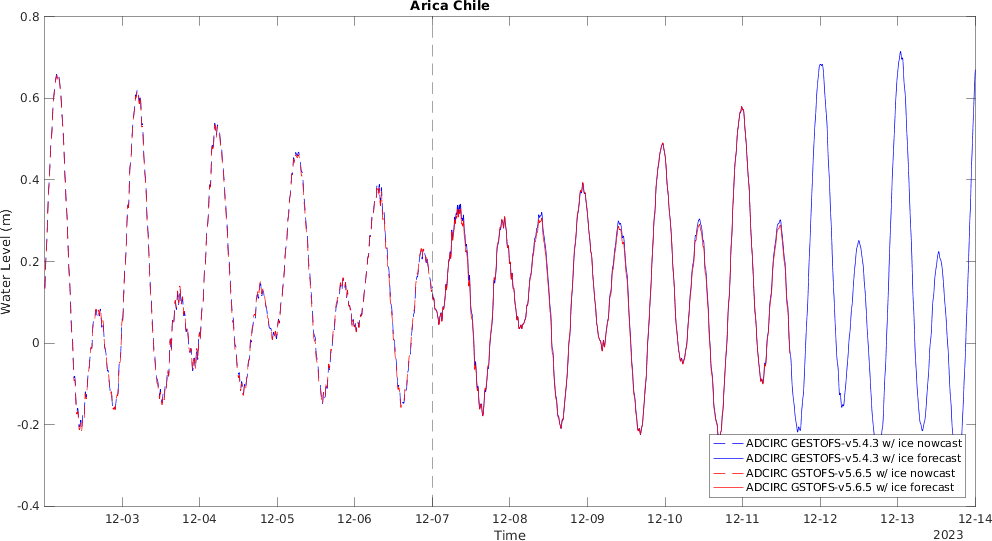 Arica Chile
0.8
0.6
0.4
0.2
0
-0.2
-0.4
Water Level (m)
12-03 12-04 12-05 12-06 12-07 12-08 12-09 12-10 12-11 12-12 12-13 12-14
Time
2023
ADCIRC GESTOFS-v5.4.3 w/ ice nowcast
ADCIRC GESTOFS-v5.4.3 w/ ice forecast
ADCIRC GSTOFS-v5.6.5 w/ ice nowcast
ADCIRC GSTOFS-v5.6.5 w/ ice forecast